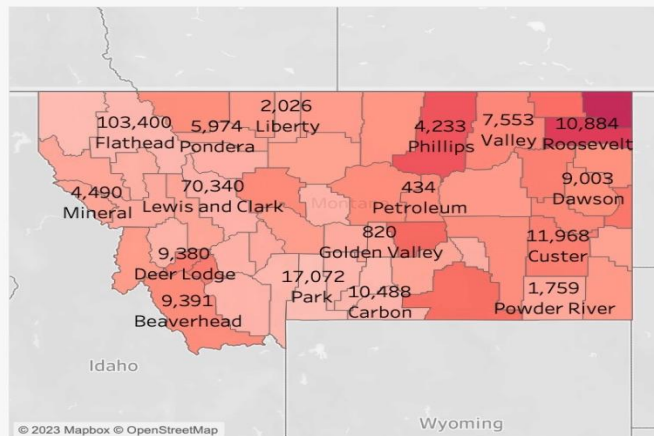 2,026
Liberty
103,400
Flathead
5,974
Pondera
4,233
Phillips
7,553
Valley
10,884
Roosevelt
4,490
Mineral
70,340
Lewis and Clark
Montana
434
Petroleum
9,003
Dawson
820
Golden Valley
9,380
Deer Lodge
11,968
Custer
17,072
Park
9,391
Beaverhead
10,488
Carbon
1,759
Powder River
Idaho
Wyoming
© 2023 Mapbox © OpenStreetMap